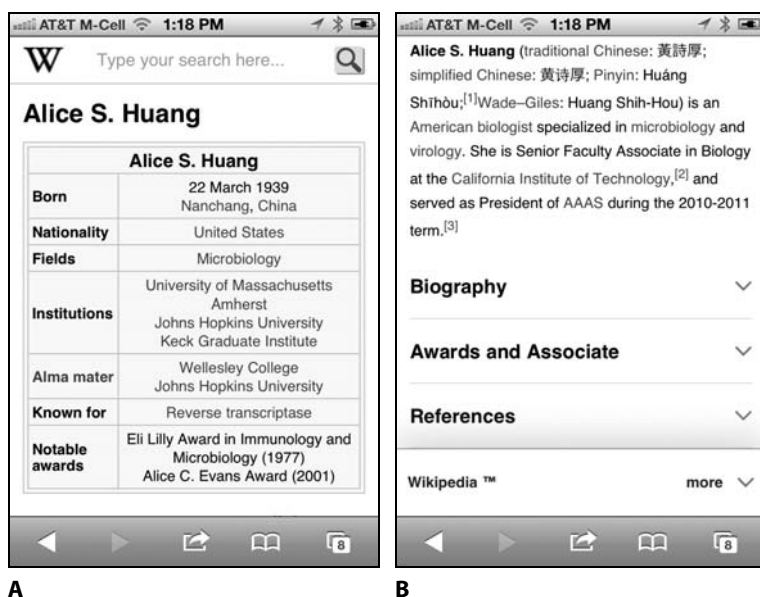 AT&T M-Cell 1:18 PM
W Type your search here...
Alice S. Huang
Alice S. Huang
Born 22 March 1939
Nanchang, China
Nationality United States
Fields Microbiology
Institutions University of Massachusetts
Amherst
Johns Hopkins University
Keck Graduate Institute
Alma mater Wellesley College
Johns Hopkins University
Known for Reverse transcriptase
Notable awards Eli Lilly Award in Immunology and
Microbiology (1977)
Alice C. Evans Award (2001)
8
A
AT&T M-Cell 1:18 PM
Alice S. Huang (traditional Chinese: 黃詩厚;
simplified Chinese: 黄诗厚; Pinyin: Huáng
Shīhòu;[1]Wade–Giles: Huang Shih-Hou) is an
American biologist specialized in microbiology and
virology. She is Senior Faculty Associate in Biology
at the California Institute of Technology,[2] and
served as President of AAAS during the 2010-2011
term.[3]
Biography
Awards and Associate
References
Wikipedia ™ more
8
B